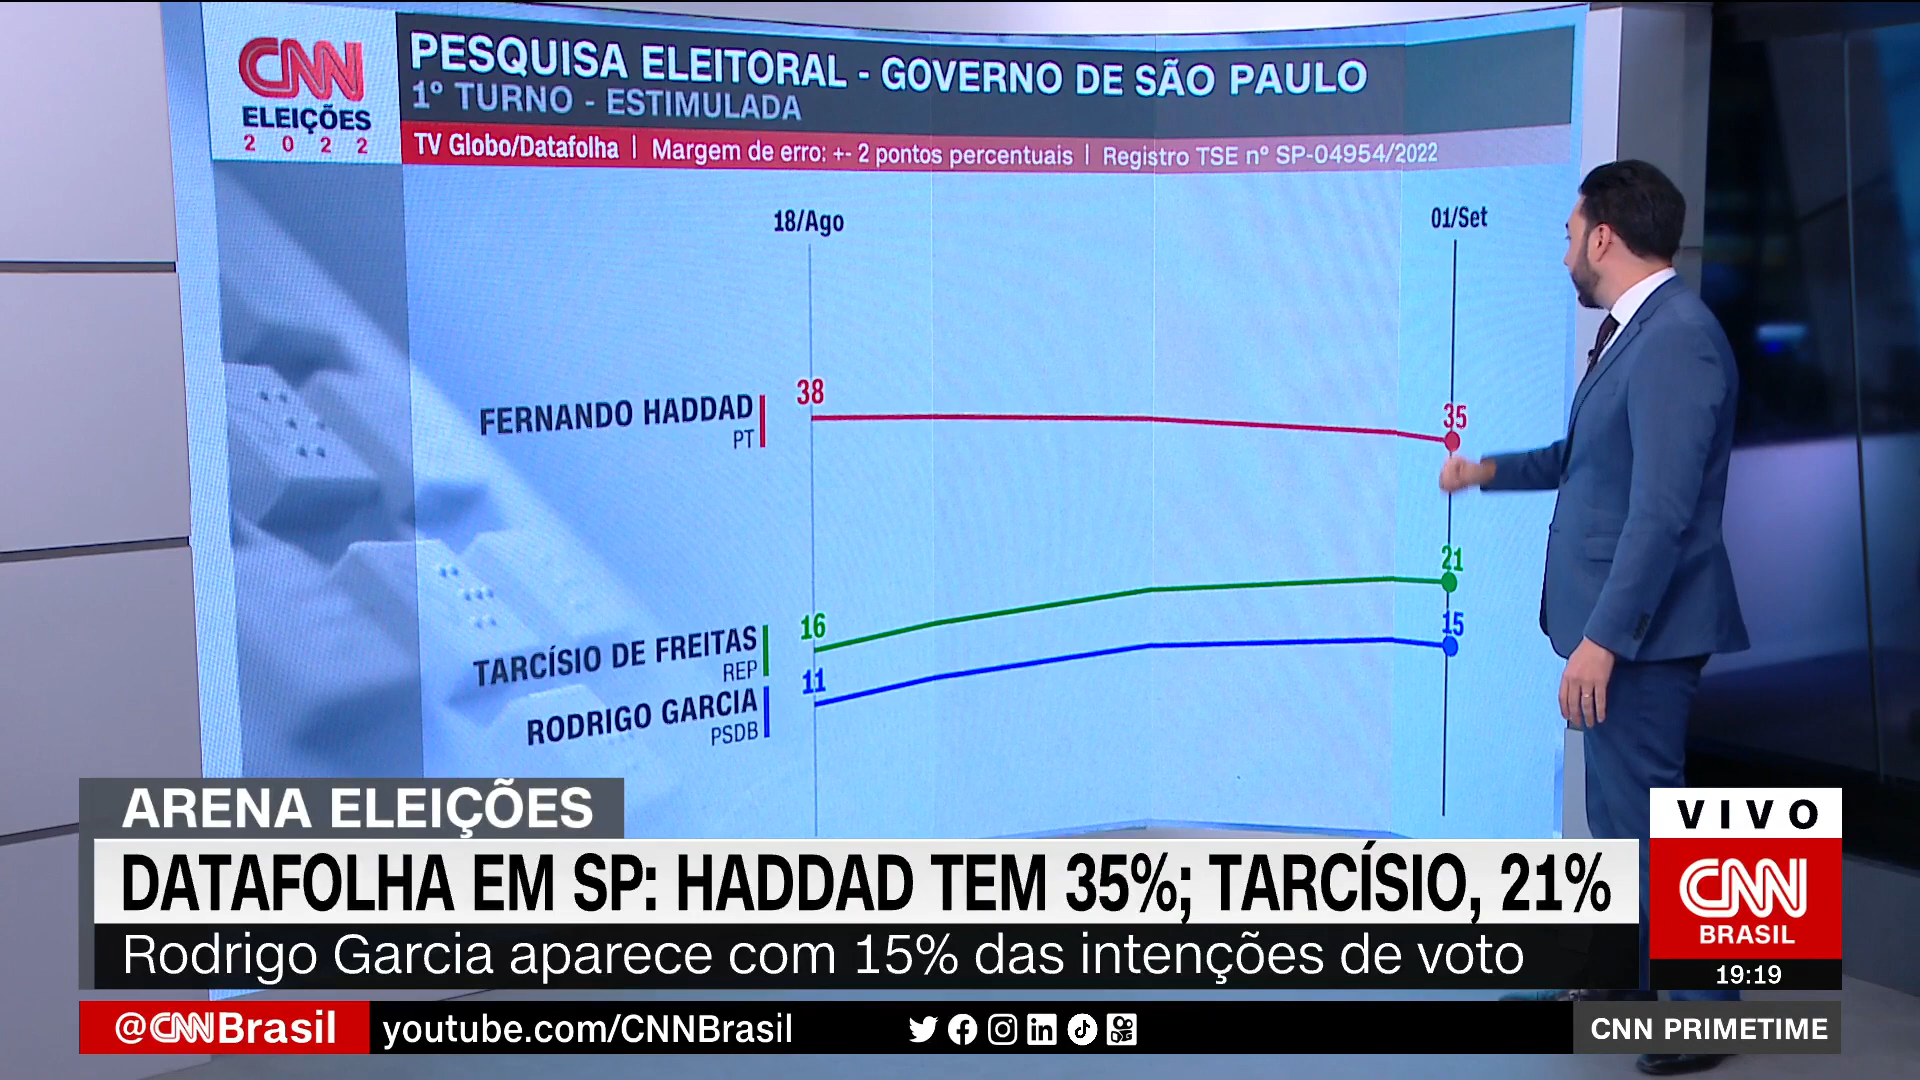 CNN
ELEIÇÕES
2 0 2 2
PESQUISA ELEITORAL - GOVERNO DE SÃO PAULO
1º TURNO - ESTIMULADA
TV Globo/Datafolha | Margem de erro: +- 2 pontos percentuais | Registro TSE nº SP-04954/2022
18/Ago
01/Set
FERNANDO HADDAD
PT
38
35
TARCÍSIO DE FREITAS
REP
16
21
RODRIGO GARCIA
PSDB
11
15
ARENA ELEIÇÕES
DATAFOLHA EM SP: HADDAD TEM 35%; TARCÍSIO, 21%
Rodrigo Garcia aparece com 15% das intenções de voto
VIVO
CNN
BRASIL
19:19
@CNNBrasil
youtube.com/CNNBrasil
CNN PRIMETIME